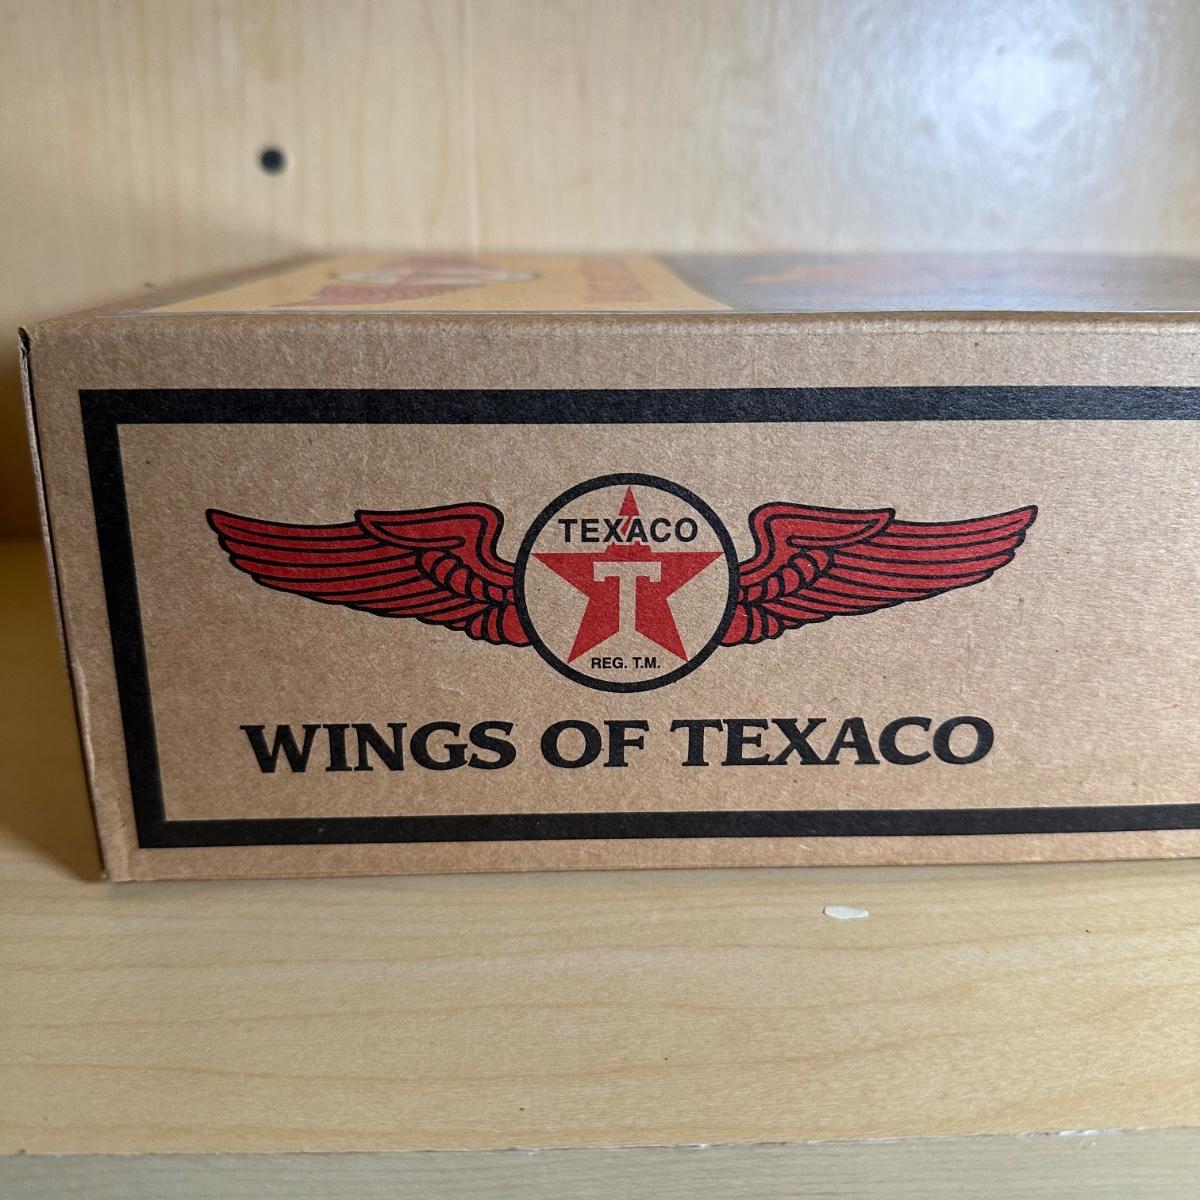 TEXACO
T
REG. T.M.
WINGS OF TEXACO